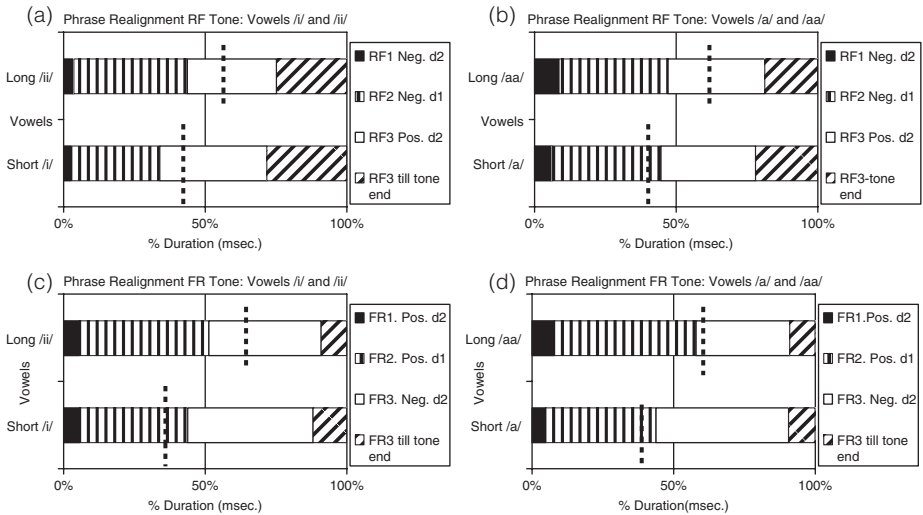 (a)
Phrase Realignment RF Tone: Vowels /i/ and /ii/
Long /ii/
Vowels
Short /i/
0%
50%
100%
% Duration (msec.)
RF1 Neg. d2
RF2 Neg. d1
RF3 Pos. d2
RF3 till tone
end
(b)
Phrase Realignment RF Tone: Vowels /a/ and /aa/
Long /aa/
Vowels
Short /a/
0%
50%
100%
% Duration (msec.)
RF1 Neg. d2
RF2 Neg. d1
RF3 Pos. d2
RF3-tone
end
(c)
Phrase Realignment FR Tone: Vowels /i/ and /ii/
Long /ii/
Vowels
Short /i/
0%
50%
100%
% Duration (msec.)
FR1. Pos. d2
FR2. Pos. d1
FR3. Neg. d2
FR3 till tone
end
(d)
Phrase Realignment FR Tone: Vowels /a/ and /aa/
Long /aa/
Vowels
Short /a/
0%
50%
100%
% Duration(msec.)
FR1.Pos. d2
FR2. Pos. d1
FR3. Neg. d2
FR3 till tone
end